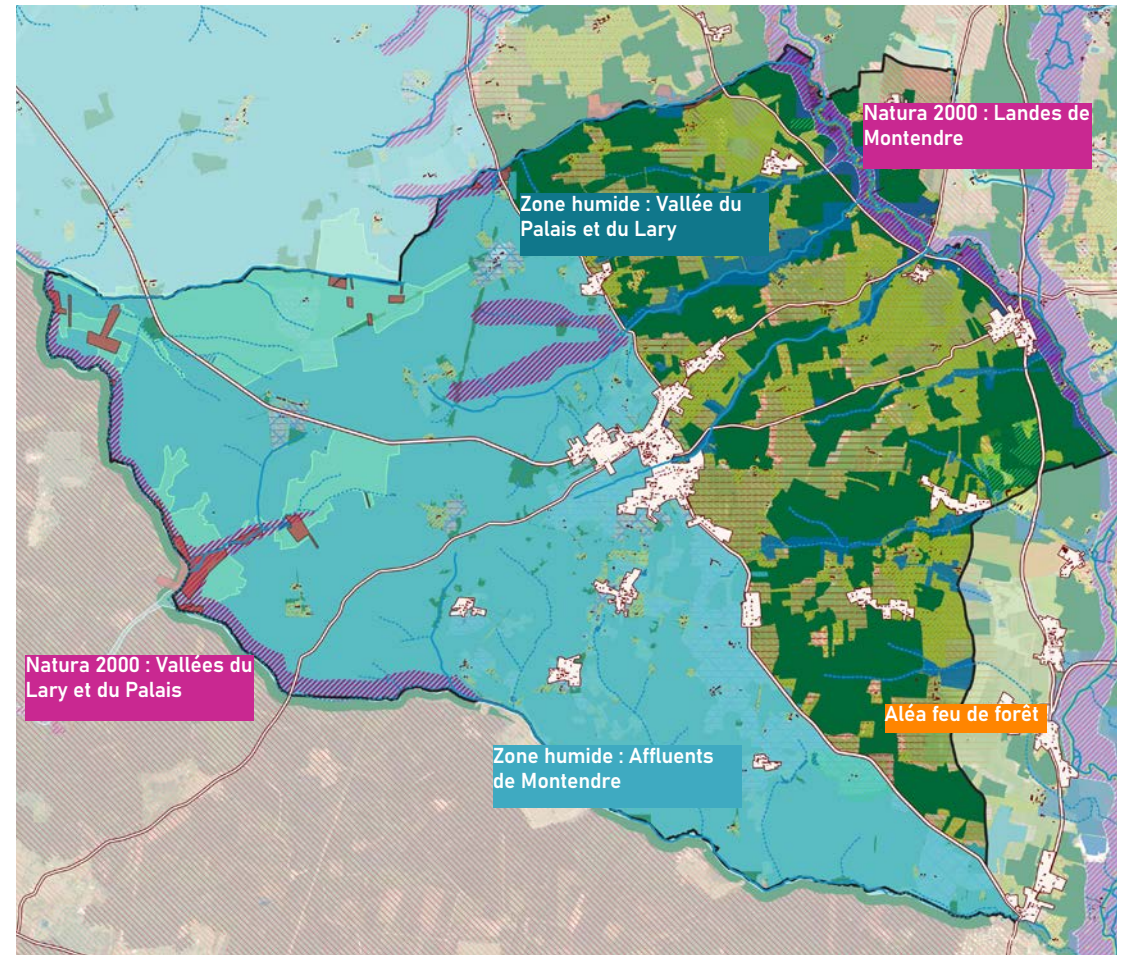 Natura 2000 : Landes de
Montendre
Zone humide : Vallée du
Palais et du Lary
Natura 2000 : Vallées du
Lary et du Palais
Aléa feu de forêt
Zone humide : Affluents
de Montendre